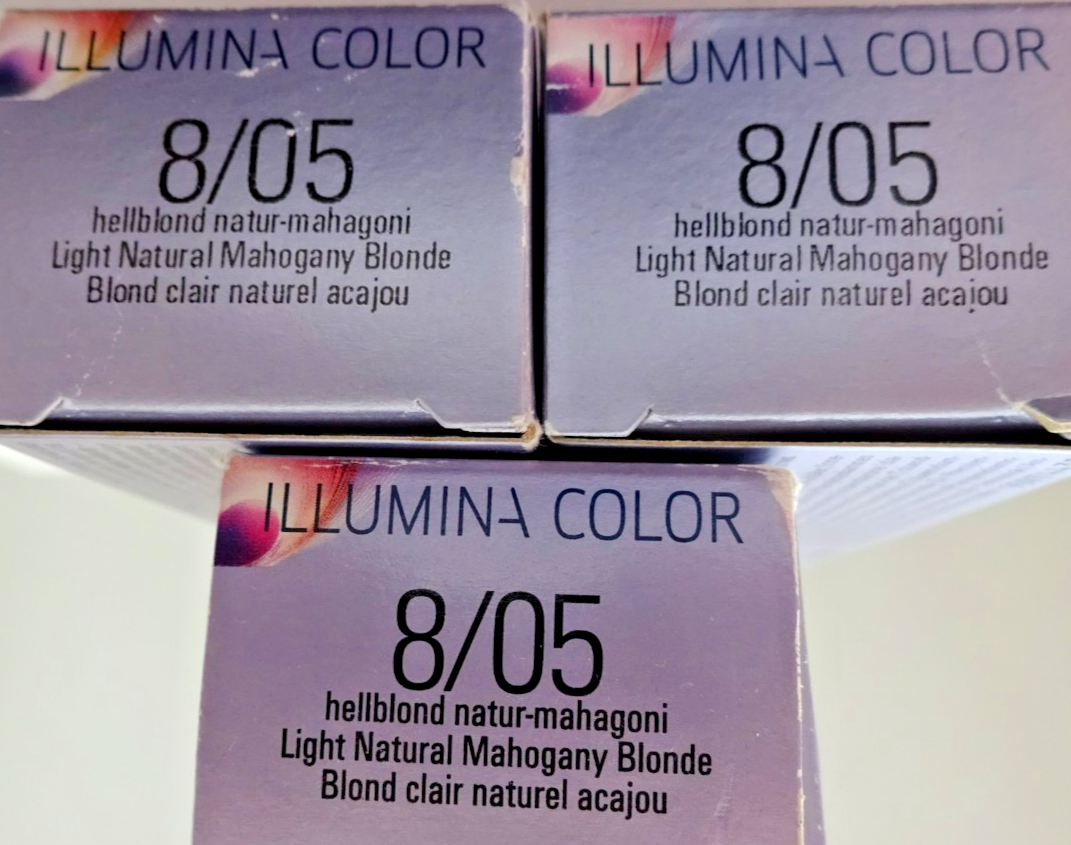 ILLUMINA COLOR
8/05
hellblond natur-mahagoni
Light Natural Mahogany Blonde
Blond clair naturel acajou
ILLUMINA COLOR
8/05
hellblond natur-mahagoni
Light Natural Mahogany Blonde
Blond clair naturel acajou
ILLUMINA COLOR
8/05
hellblond natur-mahagoni
Light Natural Mahogany Blonde
Blond clair naturel acajou